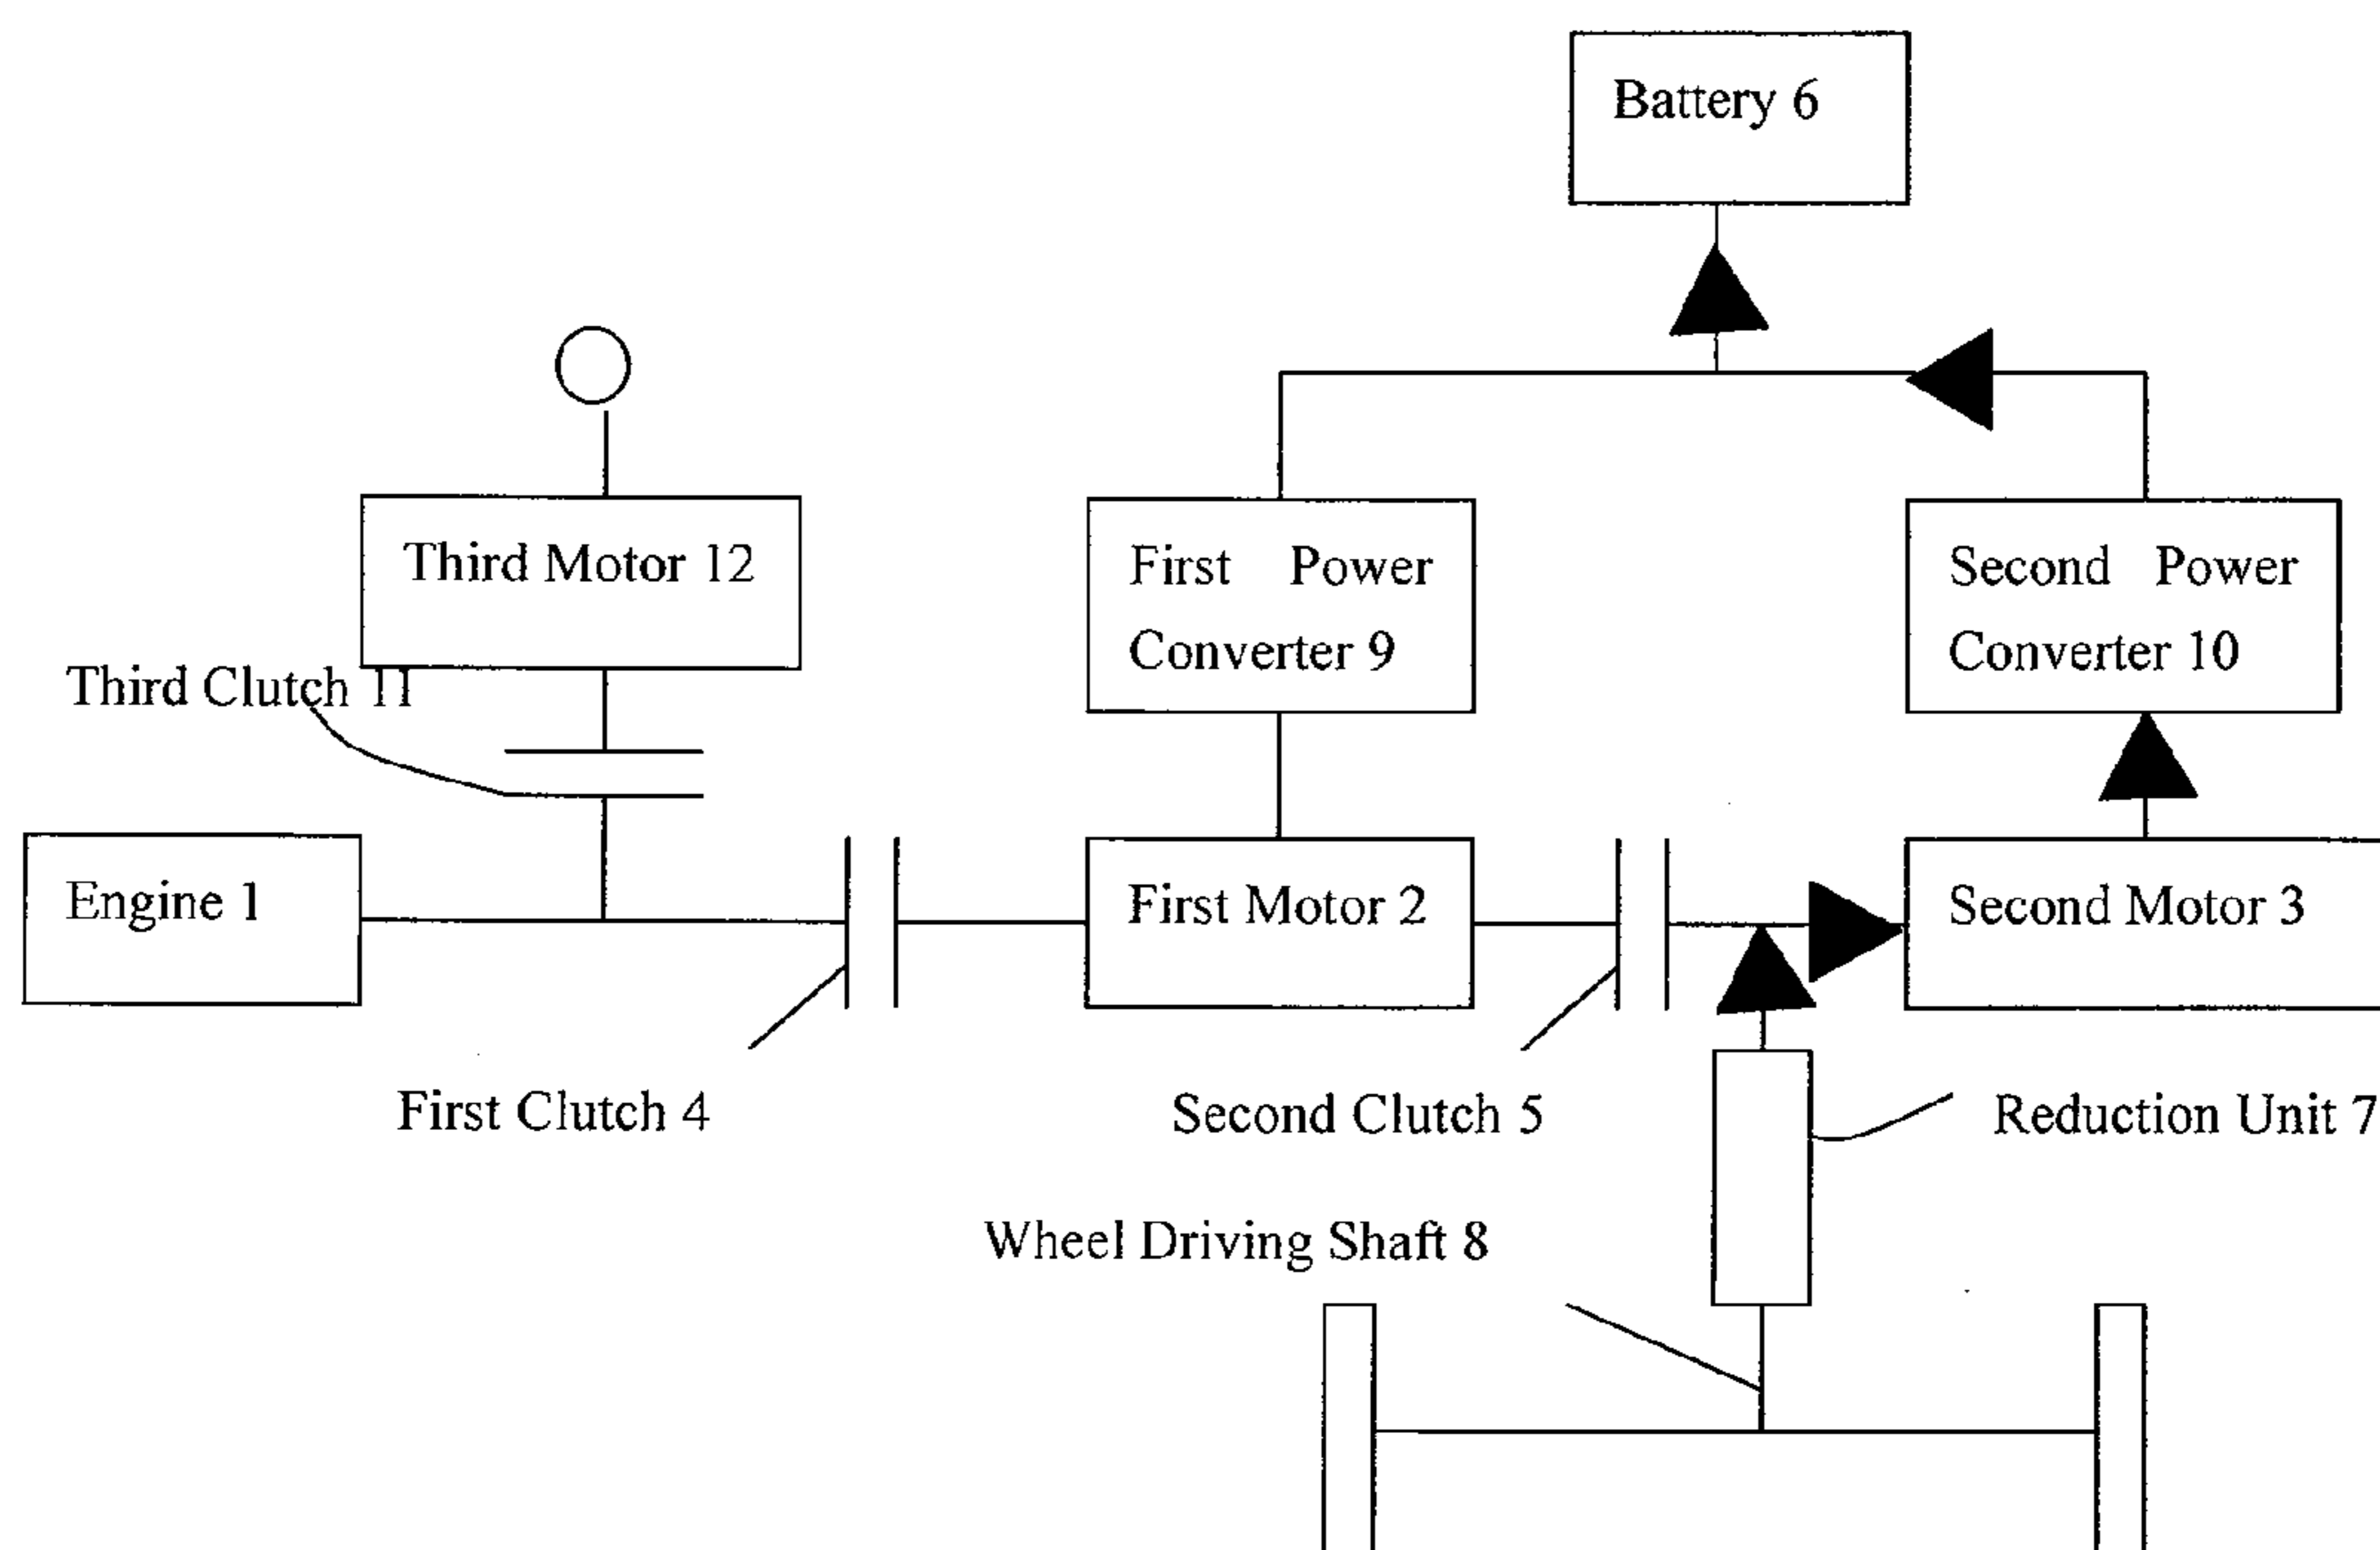 Battery 6
Third Motor 12
First Power
Converter 9
Second Power
Converter 10
Third Clutch 11
Engine 1
First Motor 2
Second Motor 3
First Clutch 4
Second Clutch 5
Reduction Unit 7
Wheel Driving Shaft 8